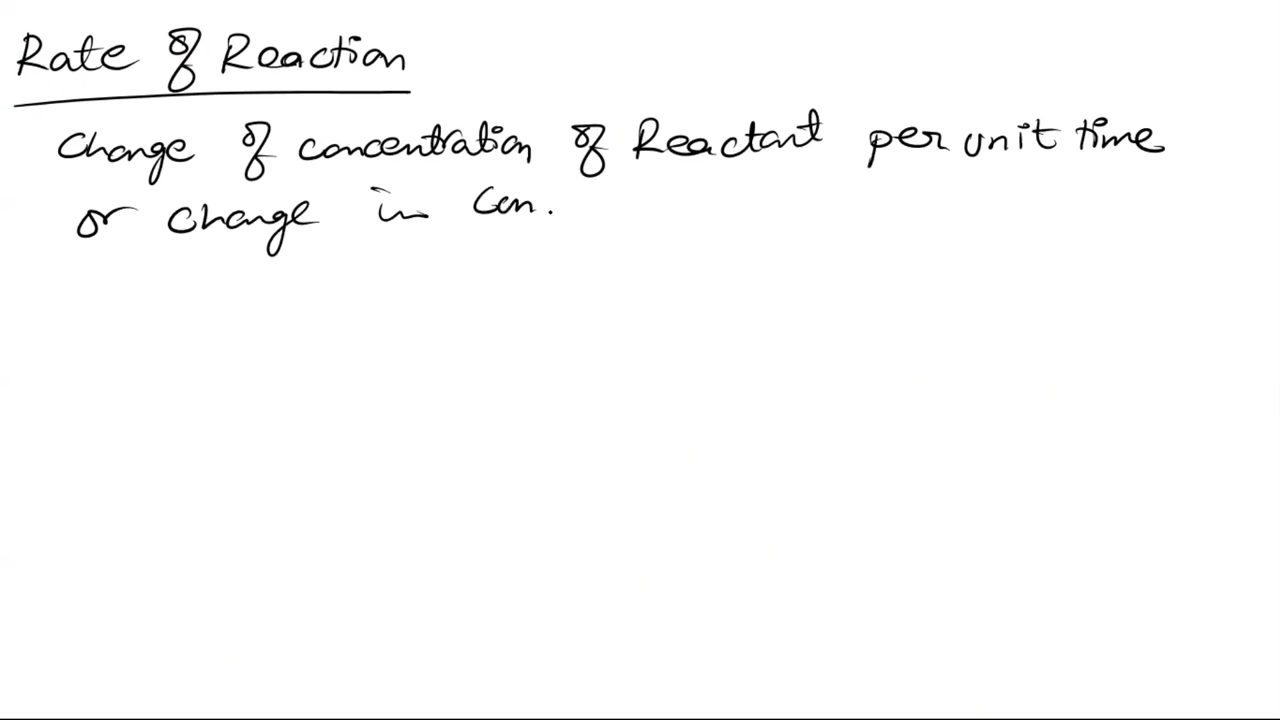 Rate of Reaction
Change of concentration of Reactant per unit time
or change in Con.